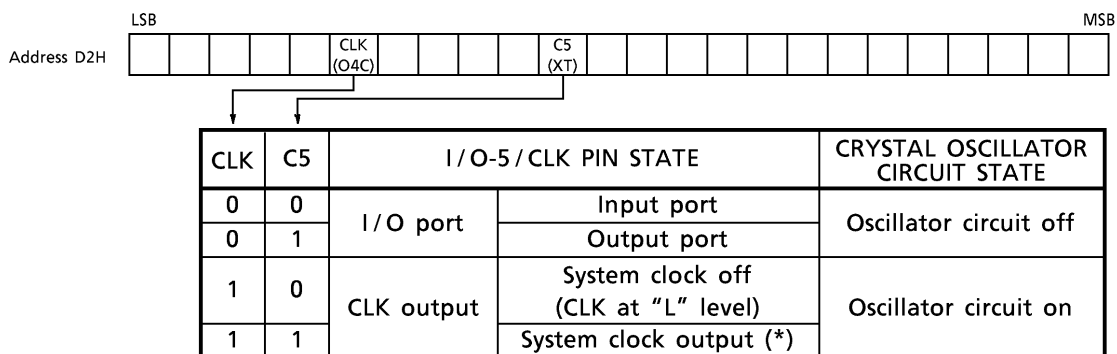 LSB MSB
Address D2H CLK (O4C) C5 (XT)
CLK C5 I/O-5/CLK PIN STATE CRYSTAL OSCILLATOR CIRCUIT STATE
0 0 I/O port Input port Oscillator circuit off
0 1 Output port
1 0 CLK output System clock off (CLK at “L” level) Oscillator circuit on
1 1 System clock output (*)